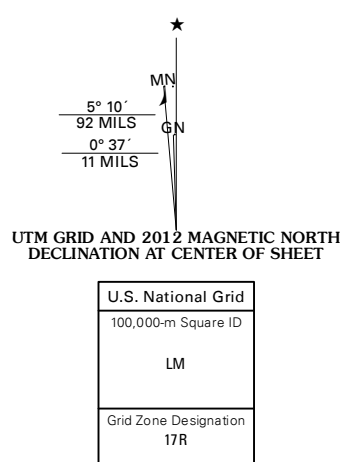 ★
MN
5° 10´
92 MILS
GN
0° 37´
11 MILS
UTM GRID AND 2012 MAGNETIC NORTH
DECLINATION AT CENTER OF SHEET
U.S. National Grid
100,000-m Square ID
LM
Grid Zone Designation
17R